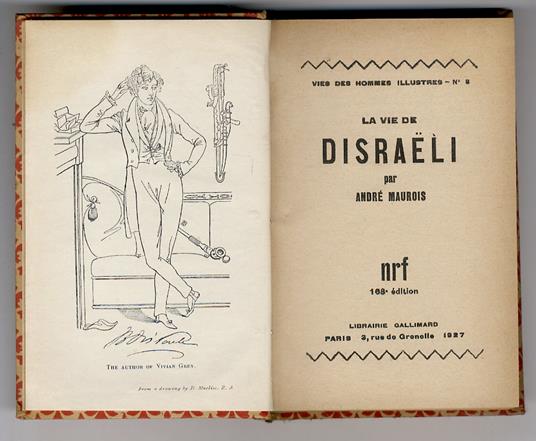 THE AUTHOR OF VIVIAN GREY.
From a drawing by D. Maclise, R. A.
VIES DES HOMMES ILLUSTRES - N° 8
LA VIE DE
DISRAËLI
par
ANDRÉ MAUROIS
nrf
168e édition
LIBRAIRIE GALLIMARD
PARIS 3, rue de Grenelle 1927